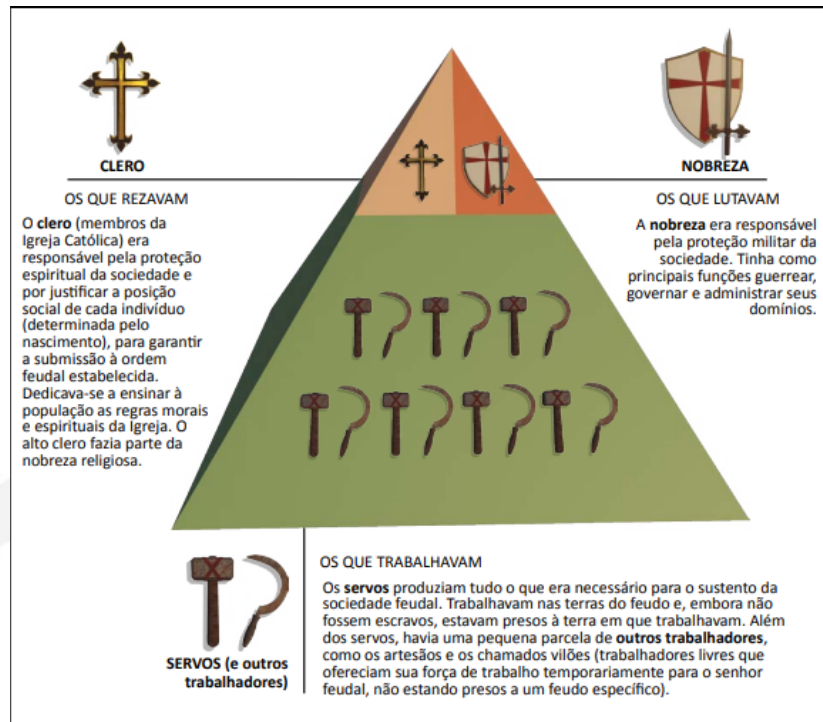 CLERO
OS QUE REZAVAM
O clero (membros da
Igreja Católica) era
responsável pela proteção
espiritual da sociedade e
por justificar a posição
social de cada indivíduo
(determinada pelo
nascimento), para garantir
a submissão à ordem
feudal estabelecida.
Dedicava-se a ensinar à
população as regras morais
e espirituais da Igreja. O
alto clero fazia parte da
nobreza religiosa.
NOBREZA
OS QUE LUTAVAM
A nobreza era responsável
pela proteção militar da
sociedade. Tinha como
principais funções guerrear,
governar e administrar seus
domínios.
SERVOS (e outros
trabalhadores)
OS QUE TRABALHAVAM
Os servos produziam tudo o que era necessário para o sustento da
sociedade feudal. Trabalhavam nas terras do feudo e, embora não
fossem escravos, estavam presos à terra em que trabalhavam. Além
dos servos, havia uma pequena parcela de outros trabalhadores,
como os artesãos e os chamados vilões (trabalhadores livres que
ofereciam sua força de trabalho temporariamente para o senhor
feudal, não estando presos a um feudo específico).